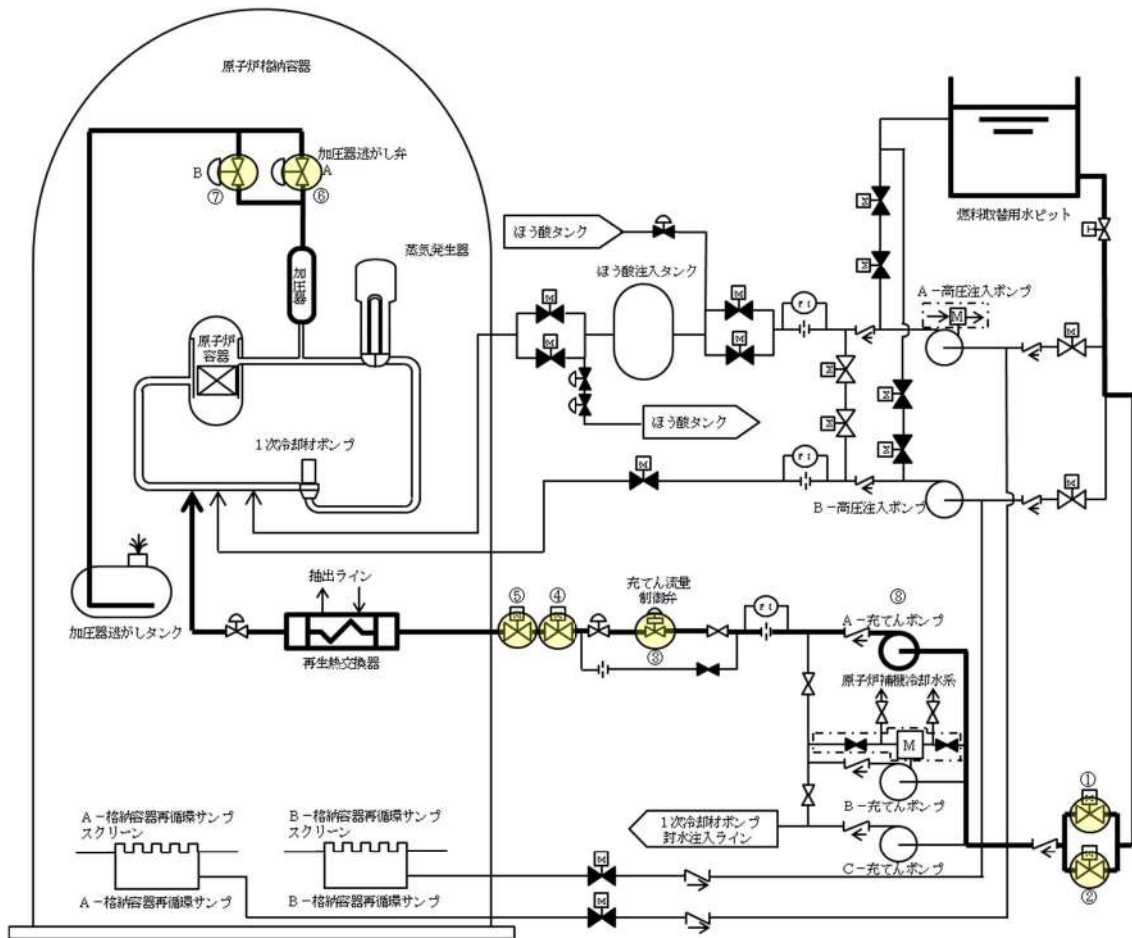 原子炉格納容器
加圧器逃がし弁
B
A
⑦
⑥
燃料取替用水ピット
ほう酸タンク
蒸気発生器
ほう酸注入タンク
加圧器
M
M
M
M
FI
A-高圧注入ポンプ
M
M
M
M
M
M
M
M
原子炉
容器
ほう酸タンク
1次冷却材ポンプ
M
FI
M
M
B-高圧注入ポンプ
抽出ライン
⑤
④
充てん流量
制御弁
FI
⑧
A-充てんポンプ
加圧器逃がしタンク
再生熱交換器
③
原子炉補機冷却水系
M
B-充てんポンプ
①
M
M
②
A-格納容器再循環サンプ
スクリーン
B-格納容器再循環サンプ
スクリーン
1次冷却材ポンプ
封水注入ライン
C-充てんポンプ
M
A-格納容器再循環サンプ
B-格納容器再循環サンプ
M